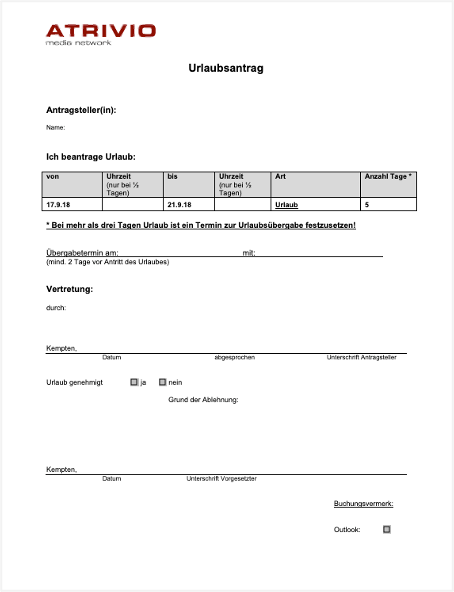 ATRIVIO
media network
Urlaubsantrag
Antragsteller(in):
Name:
Ich beantrage Urlaub:
von Uhrzeit (nur bei ½ Tagen) bis Uhrzeit (nur bei ½ Tagen) Art Anzahl Tage *
17.9.18 21.9.18 Urlaub 5
* Bei mehr als drei Tagen Urlaub ist ein Termin zur Urlaubsübergabe festzusetzen!
Übergabetermin am: mit:
(mind. 2 Tage vor Antritt des Urlaubes)
Vertretung:
durch:
Kempten,
Datum abgesprochen Unterschrift Antragsteller
Urlaub genehmigt ja nein
Grund der Ablehnung:
Kempten,
Datum Unterschrift Vorgesetzter
Buchungsvermerk:
Outlook: